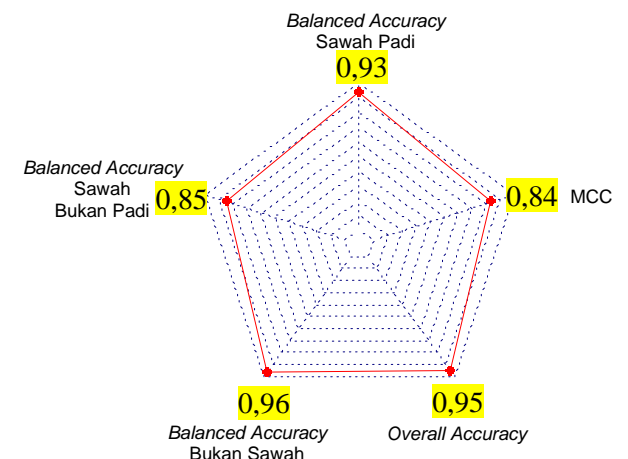 Balanced Accuracy
Sawah Padi
0,93
Balanced Accuracy
Sawah
Bukan Padi
0,85
0,84
MCC
0,96
Balanced Accuracy
Bukan Sawah
0,95
Overall Accuracy